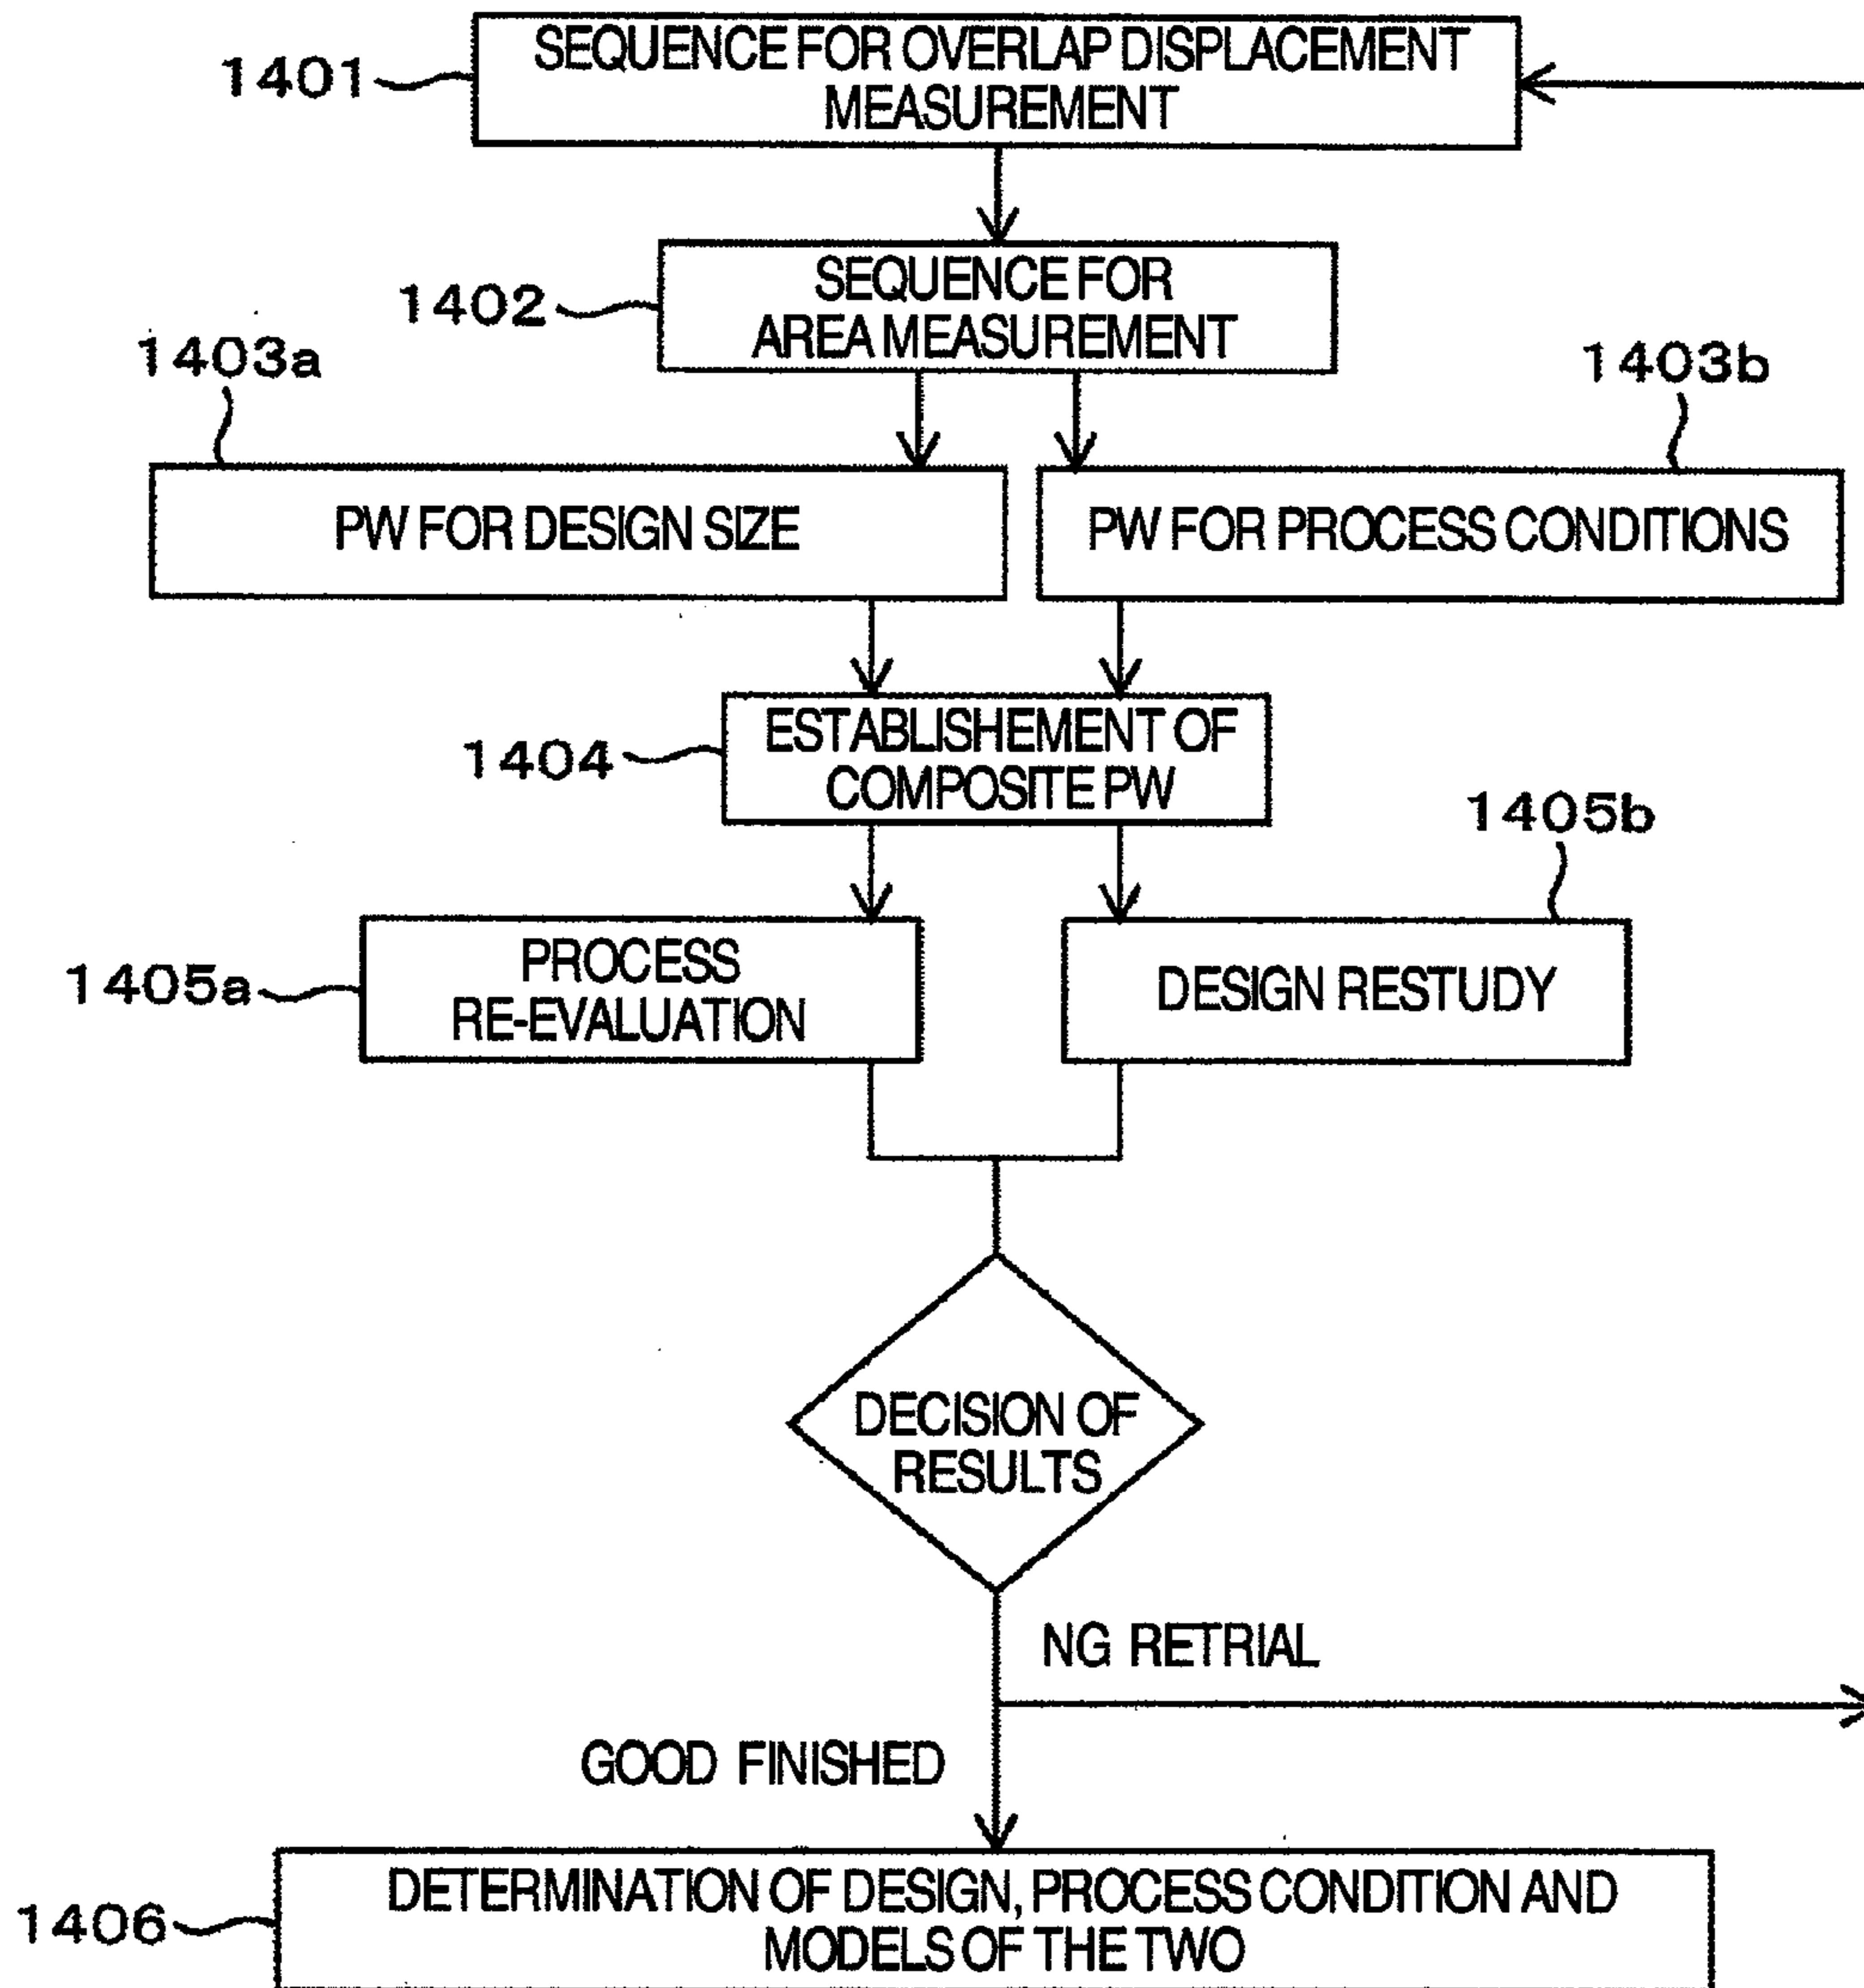 1401
SEQUENCE FOR OVERLAP DISPLACEMENT
MEASUREMENT
1402
SEQUENCE FOR
AREA MEASUREMENT
1403a
1403b
PW FOR DESIGN SIZE
PW FOR PROCESS CONDITIONS
1404
ESTABLISHEMENT OF
COMPOSITE PW
1405b
1405a
PROCESS
RE-EVALUATION
DESIGN RESTUDY
DECISION OF
RESULTS
NG RETRIAL
GOOD FINISHED
1406
DETERMINATION OF DESIGN, PROCESS CONDITION AND
MODELS OF THE TWO